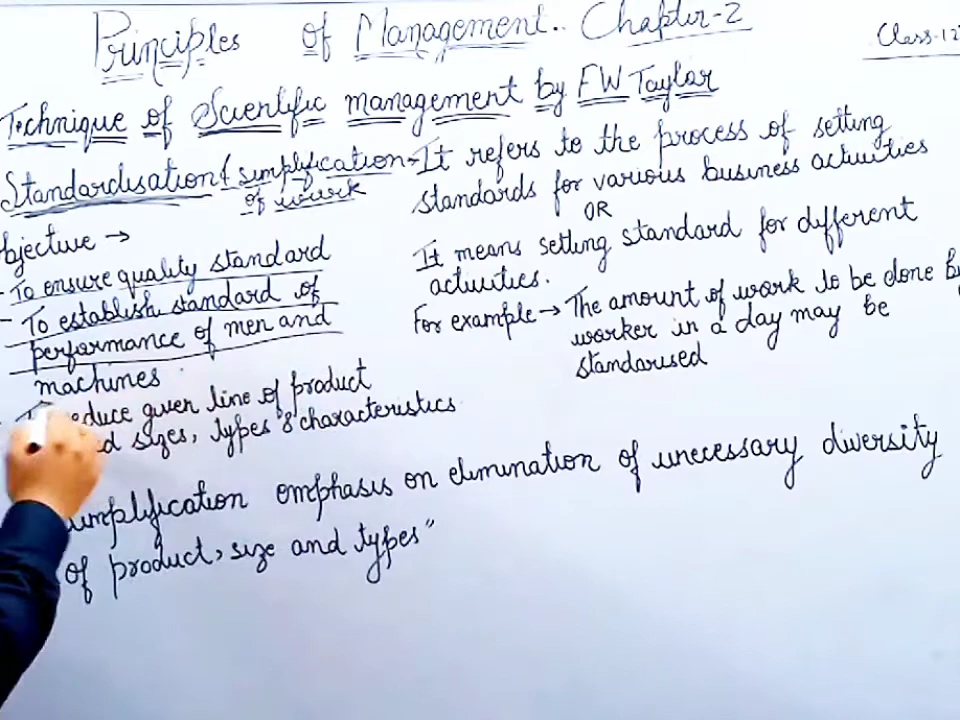 Principles of Management.. Chapter-2
Class-12
Technique of Scientific management by FW Taylar
Standardisation & simplification of wourk
- It refers to the process of setting
standards for various business activities
OR
It means setting standard for different
activities.
For example → The amount of work to be done
worker in a day may be
standarised
bjective →
- To ensure quality standard
- To establish standard of
performance of men and
machines
educe given line of product
d sizes, types & characteristics
implification emphasis on elimination of unecessary diversity
of product, size and types"